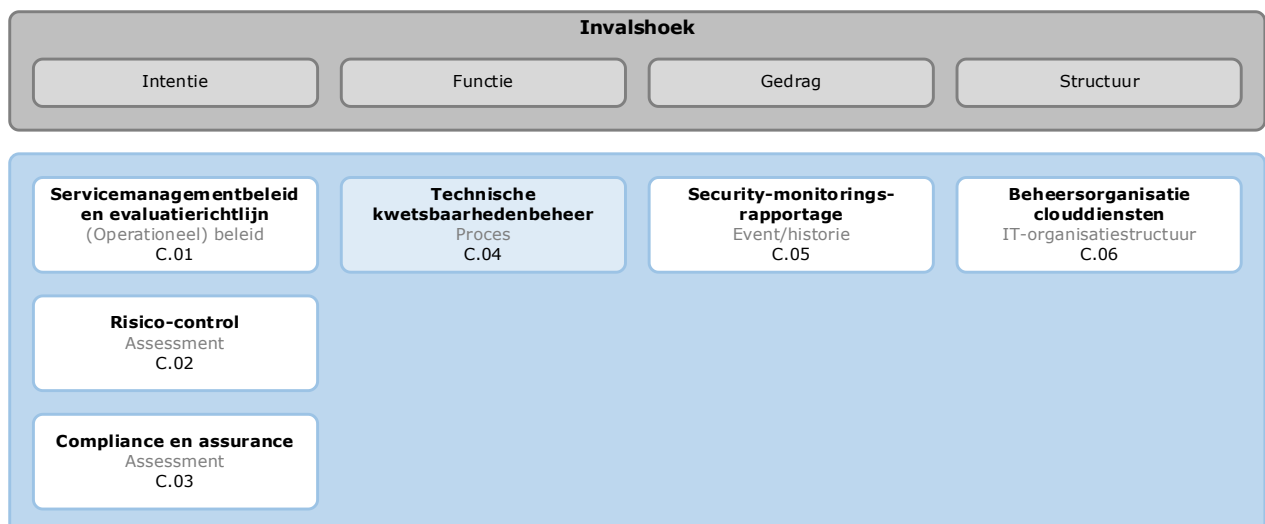 Invalshoek
Intentie
Functie
Gedrag
Structuur
Servicemanagementbeleid
en evaluatierichtlijn
(Operationeel) beleid
C.01
Technische
kwetsbaarhedenbeheer
Proces
C.04
Security-monitorings-
rapportage
Event/historie
C.05
Beheersorganisatie
clouddiensten
IT-organisatiestructuur
C.06
Risico-control
Assessment
C.02
Compliance en assurance
Assessment
C.03